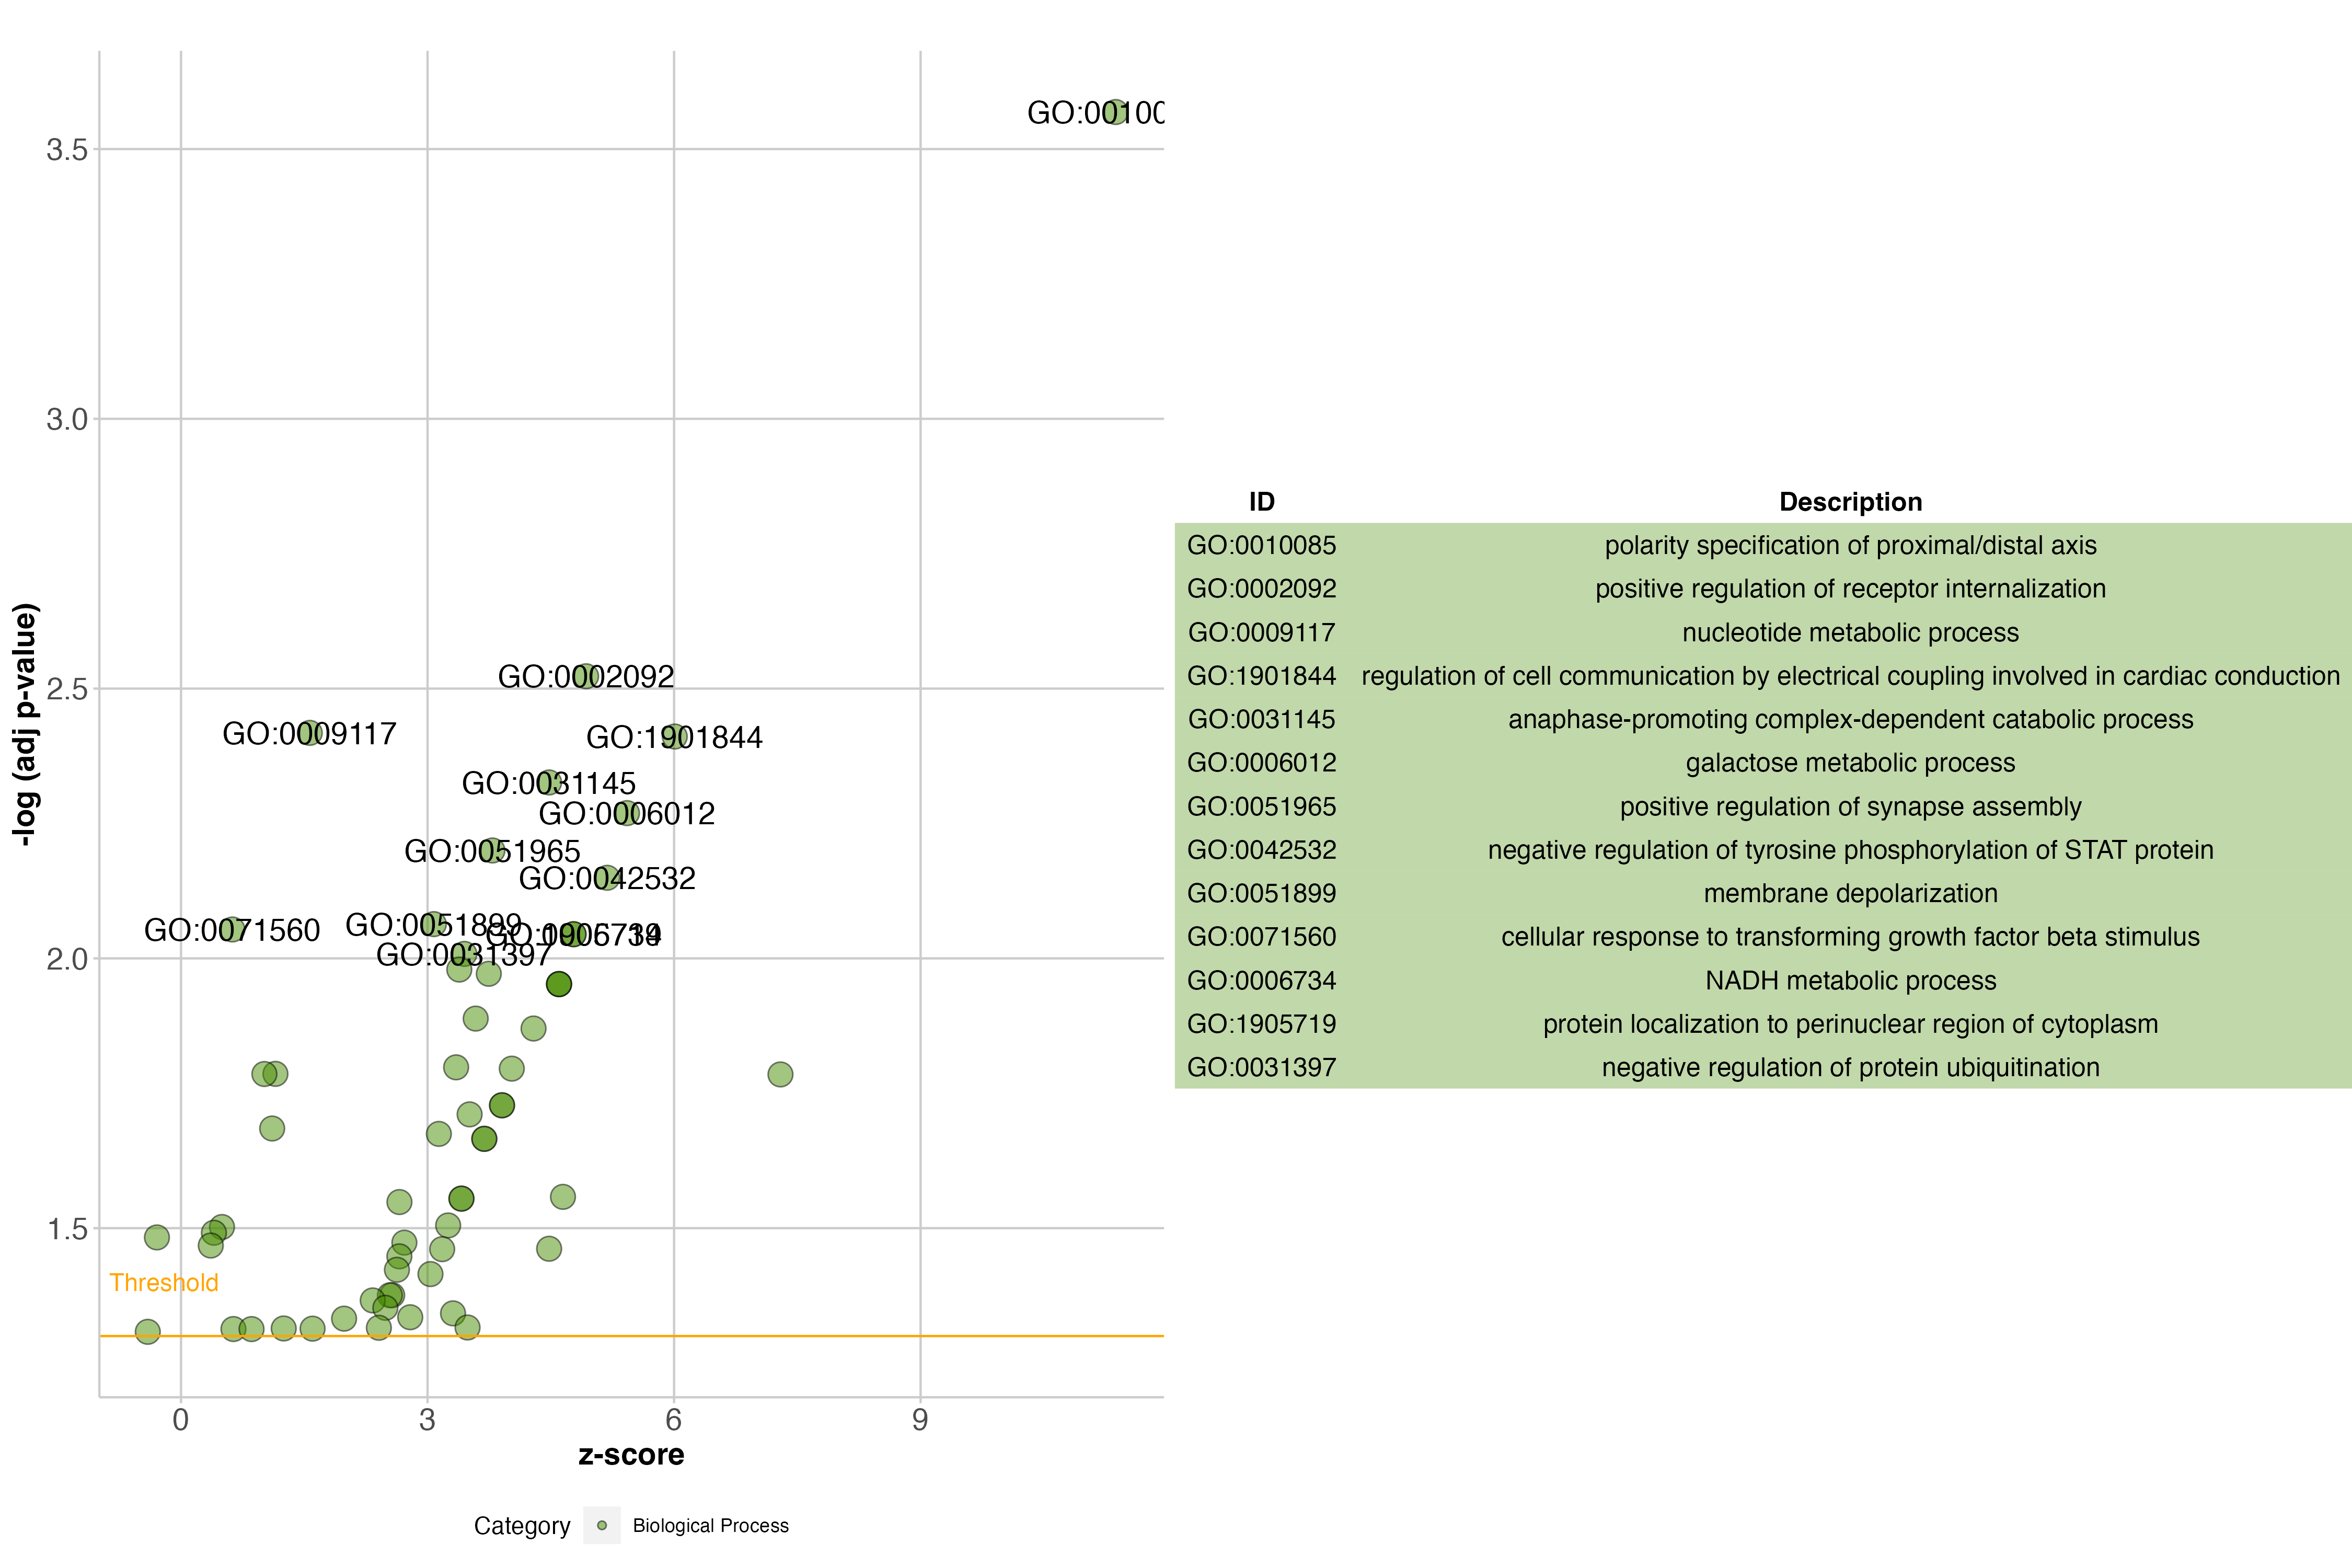 GO:00100
3.5
3.0
GO:0002092
2.5
GO:0009117
GO:1901844
GO:0031145
GO:0006012
GO:0051965
GO:0042532
GO:0051899
GO:0071560
GO:0031397
2.0
1.5
Threshold
-log (adj p-value)
0 3 6 9
z-score
Category Biological Process
ID Description
GO:0010085 polarity specification of proximal/distal axis
GO:0002092 positive regulation of receptor internalization
GO:0009117 nucleotide metabolic process
GO:1901844 regulation of cell communication by electrical coupling involved in cardiac conduction
GO:0031145 anaphase-promoting complex-dependent catabolic process
GO:0006012 galactose metabolic process
GO:0051965 positive regulation of synapse assembly
GO:0042532 negative regulation of tyrosine phosphorylation of STAT protein
GO:0051899 membrane depolarization
GO:0071560 cellular response to transforming growth factor beta stimulus
GO:0006734 NADH metabolic process
GO:1905719 protein localization to perinuclear region of cytoplasm
GO:0031397 negative regulation of protein ubiquitination